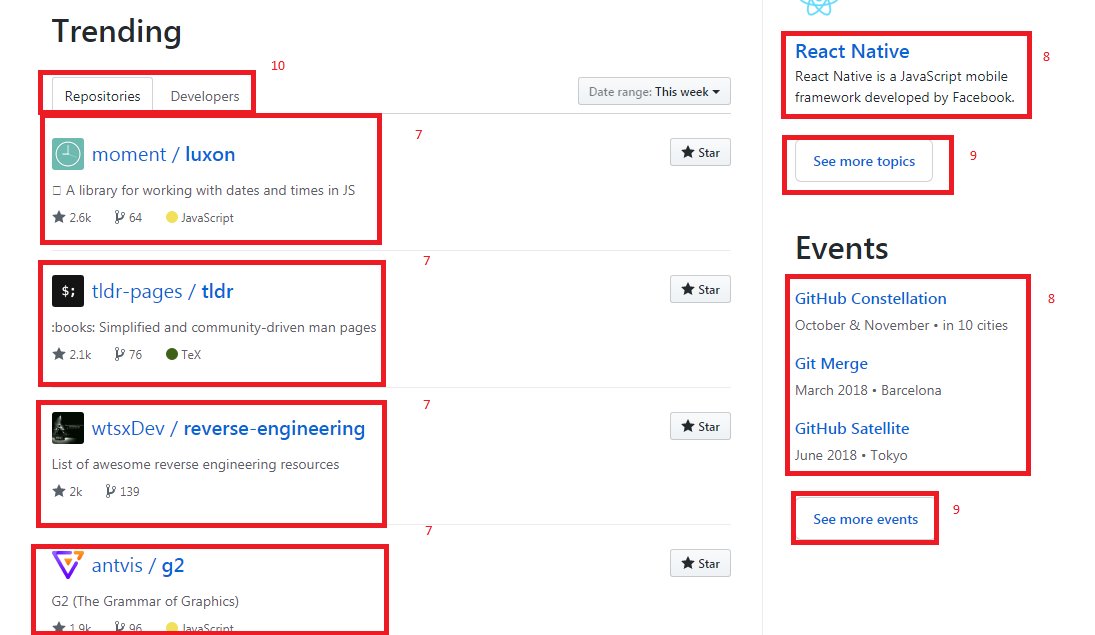 Trending
10
Repositories Developers
Date range: This week
7
moment / luxon
Star
A library for working with dates and times in JS
2.6k 64 JavaScript
7
tldr-pages / tldr
Star
:books: Simplified and community-driven man pages
2.1k 76 TeX
7
wtsxDev / reverse-engineering
Star
List of awesome reverse engineering resources
2k 139
7
antvis / g2
Star
G2 (The Grammar of Graphics)
1.9k 96 JavaScript
React Native
8
React Native is a JavaScript mobile
framework developed by Facebook.
See more topics
9
Events
GitHub Constellation
8
October & November • in 10 cities
Git Merge
March 2018 • Barcelona
GitHub Satellite
June 2018 • Tokyo
See more events
9